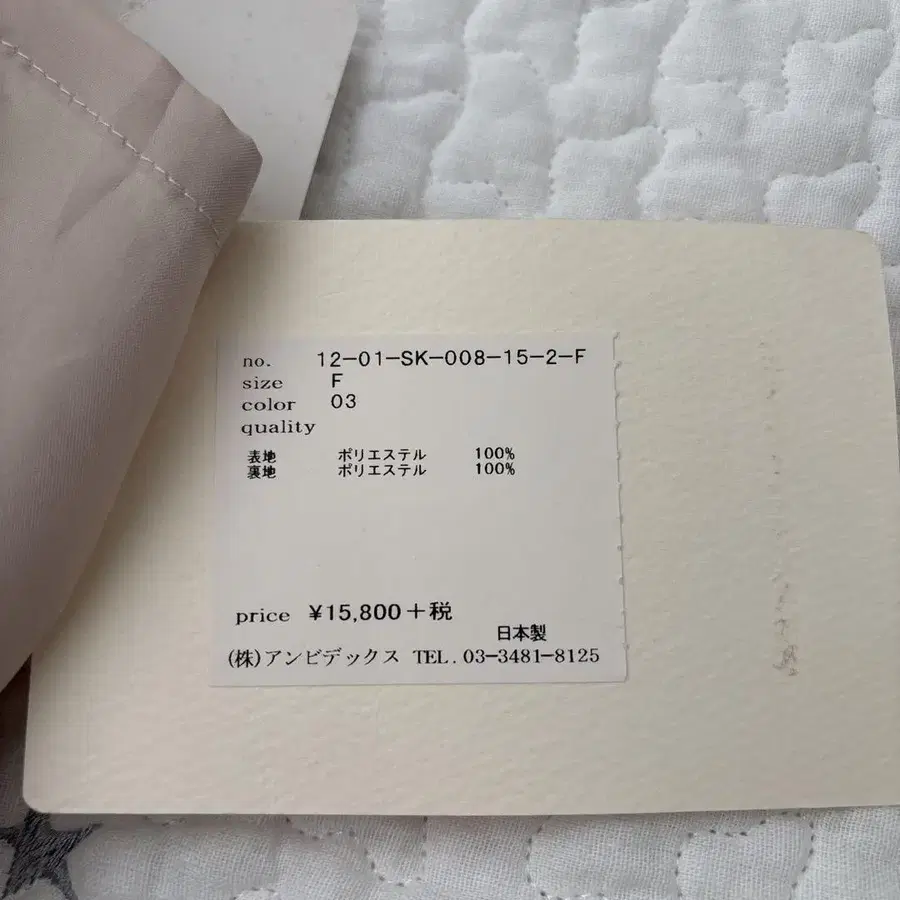 no. 12-01-SK-008-15-2-F
size F
color 03
quality
表地 ポリエステル 100%
裏地 ポリエステル 100%
price ¥15,800+税
日本製
(株)アンビデックス TEL.03-3481-8125